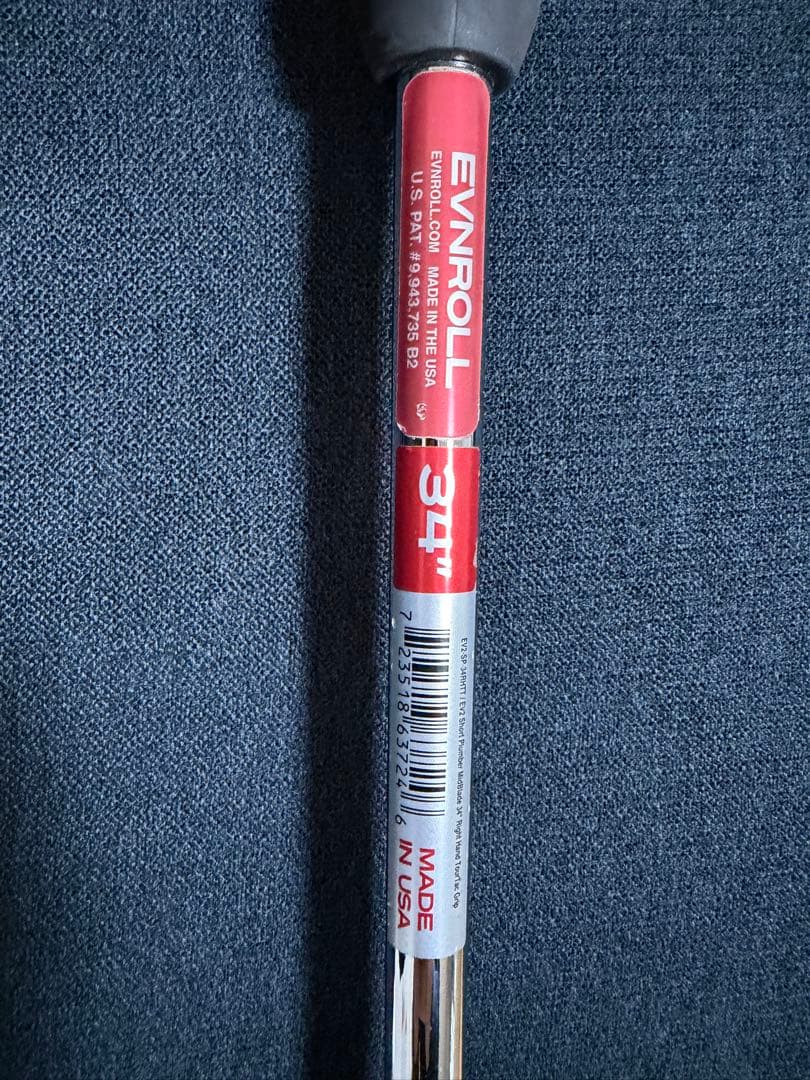 EVNROLL
EVNROLL.COM MADE IN THE USA
U.S. PAT. #9,943,735 B2
34"
EV2-SP 34RHTT / EV2 Short Plumber MidBlade 34" Right Hand TourTac Grip
7 23518 63724 6
MADE
IN USA